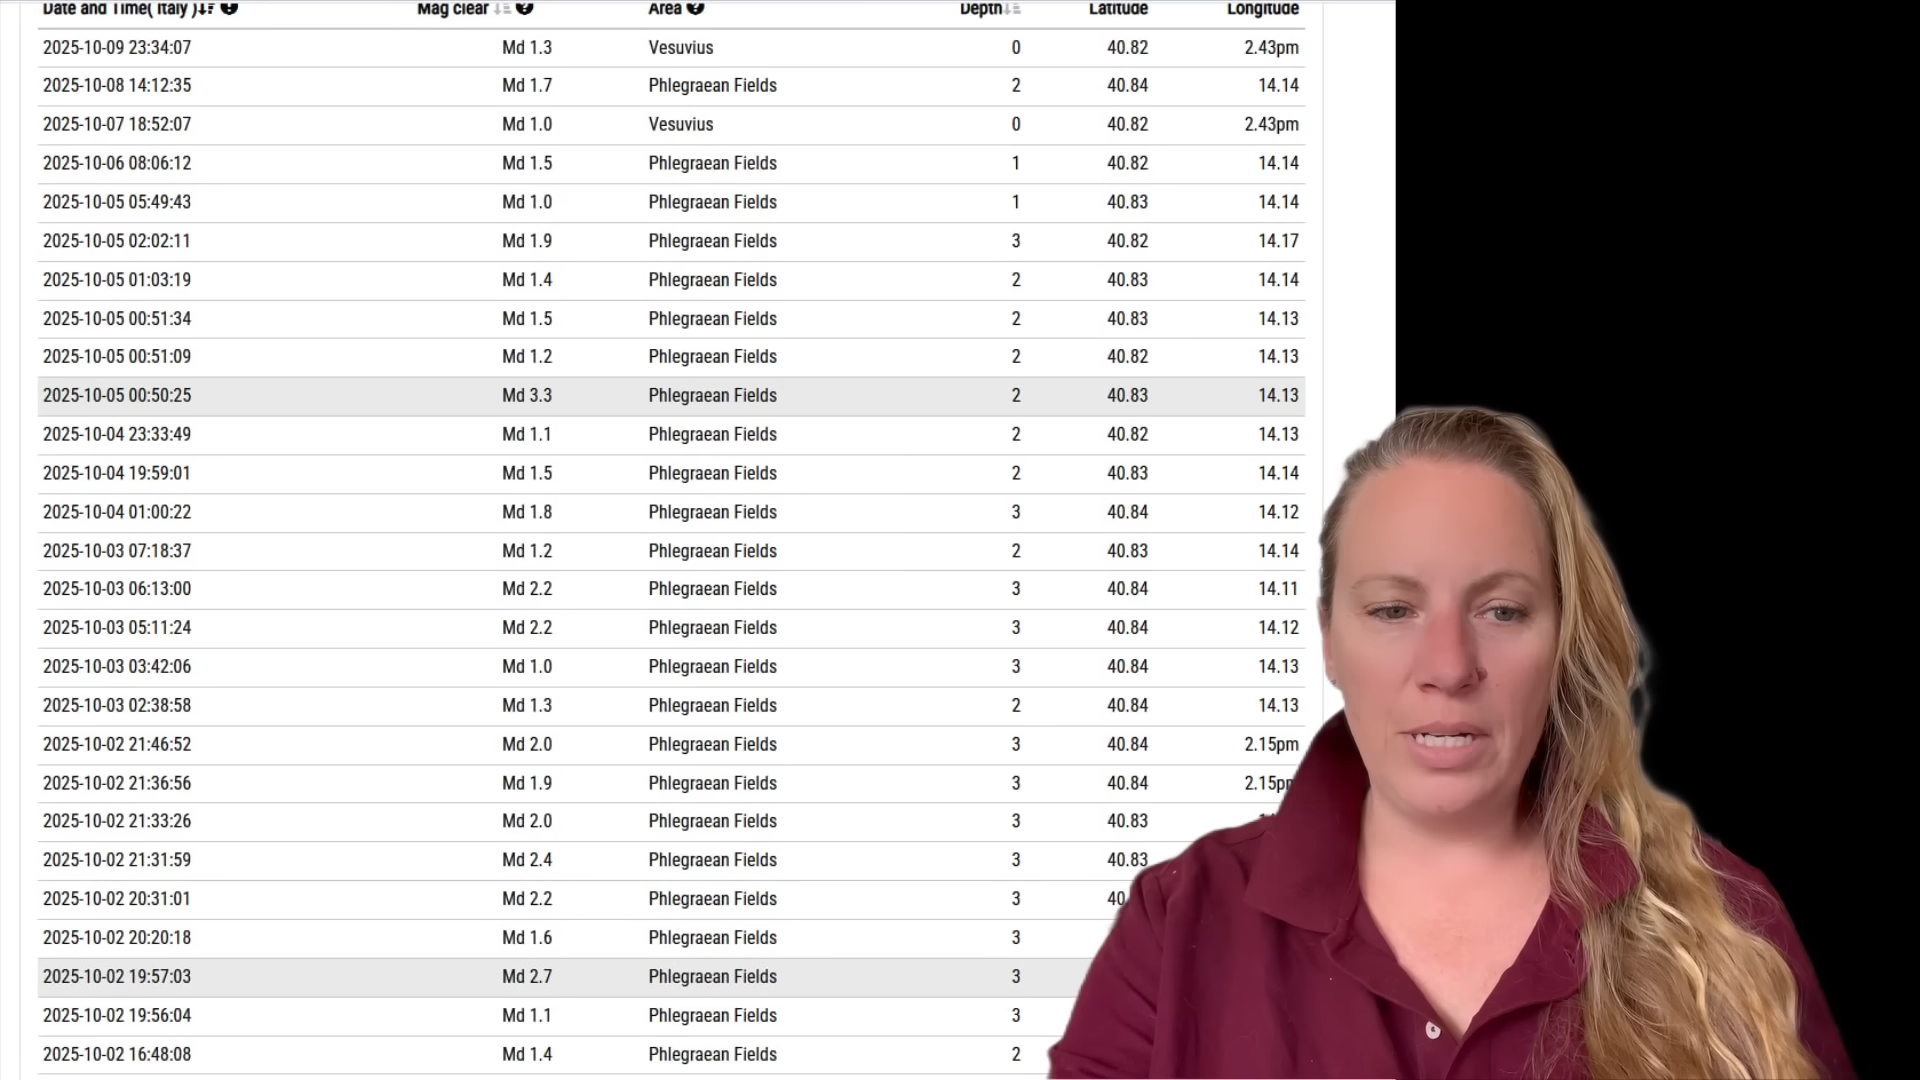 Date and Time( Italy ) Mag clear Area Depth Latitude Longitude
2025-10-09 23:34:07 Md 1.3 Vesuvius 0 40.82 2.43pm
2025-10-08 14:12:35 Md 1.7 Phlegraean Fields 2 40.84 14.14
2025-10-07 18:52:07 Md 1.0 Vesuvius 0 40.82 2.43pm
2025-10-06 08:06:12 Md 1.5 Phlegraean Fields 1 40.82 14.14
2025-10-05 05:49:43 Md 1.0 Phlegraean Fields 1 40.83 14.14
2025-10-05 02:02:11 Md 1.9 Phlegraean Fields 3 40.82 14.17
2025-10-05 01:03:19 Md 1.4 Phlegraean Fields 2 40.83 14.14
2025-10-05 00:51:34 Md 1.5 Phlegraean Fields 2 40.83 14.13
2025-10-05 00:51:09 Md 1.2 Phlegraean Fields 2 40.82 14.13
2025-10-05 00:50:25 Md 3.3 Phlegraean Fields 2 40.83 14.13
2025-10-04 23:33:49 Md 1.1 Phlegraean Fields 2 40.82 14.13
2025-10-04 19:59:01 Md 1.5 Phlegraean Fields 2 40.83 14.14
2025-10-04 01:00:22 Md 1.8 Phlegraean Fields 3 40.84 14.12
2025-10-03 07:18:37 Md 1.2 Phlegraean Fields 2 40.83 14.14
2025-10-03 06:13:00 Md 2.2 Phlegraean Fields 3 40.84 14.11
2025-10-03 05:11:24 Md 2.2 Phlegraean Fields 3 40.84 14.12
2025-10-03 03:42:06 Md 1.0 Phlegraean Fields 3 40.84 14.13
2025-10-03 02:38:58 Md 1.3 Phlegraean Fields 2 40.84 14.13
2025-10-02 21:46:52 Md 2.0 Phlegraean Fields 3 40.84 2.15pm
2025-10-02 21:36:56 Md 1.9 Phlegraean Fields 3 40.84 2.15pm
2025-10-02 21:33:26 Md 2.0 Phlegraean Fields 3 40.83
2025-10-02 21:31:59 Md 2.4 Phlegraean Fields 3 40.83
2025-10-02 20:31:01 Md 2.2 Phlegraean Fields 3 40
2025-10-02 20:20:18 Md 1.6 Phlegraean Fields 3
2025-10-02 19:57:03 Md 2.7 Phlegraean Fields 3
2025-10-02 19:56:04 Md 1.1 Phlegraean Fields 3
2025-10-02 16:48:08 Md 1.4 Phlegraean Fields 2